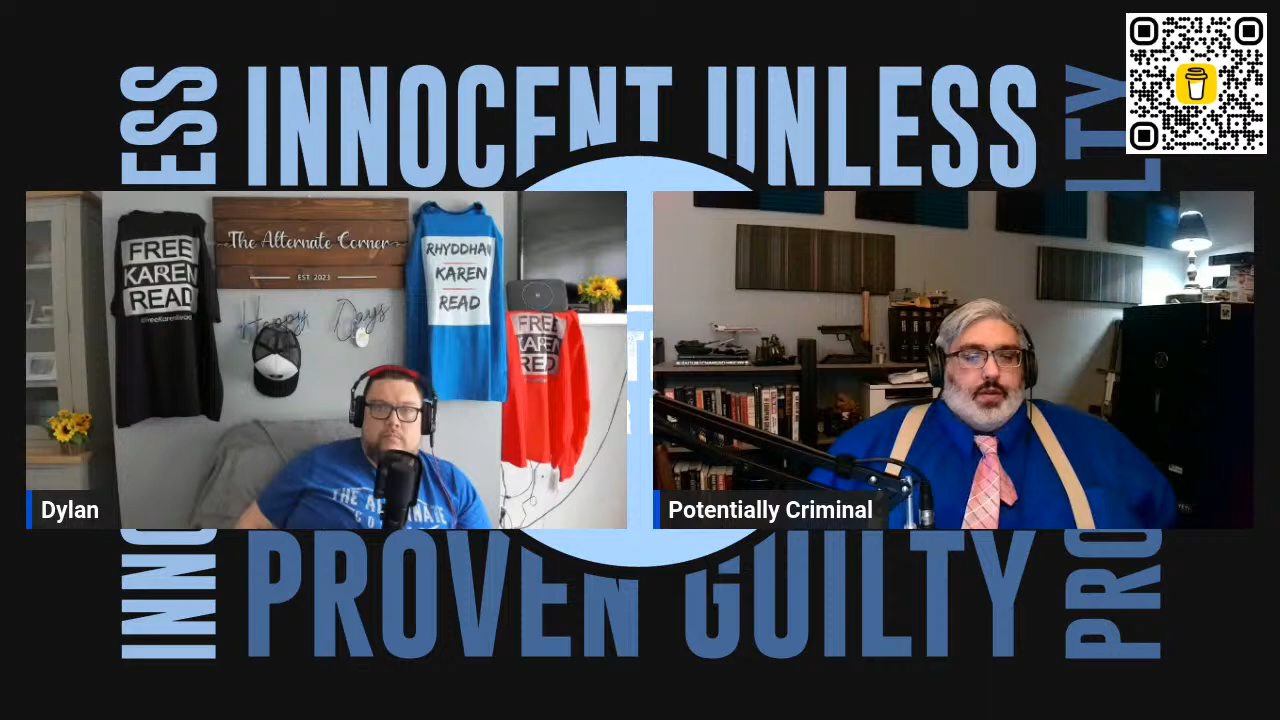 INNOCENT UNLESS
ESS
LTY
FREE
KAREN
READ
The Alternate Corner
EST. 2023
Happy Days
RHYDDHAU
KAREN
READ
FREE
KAREN
RED
THE ALTERNATE
Dylan
Potentially Criminal
INNO
PROVEN GUILTY
PRO